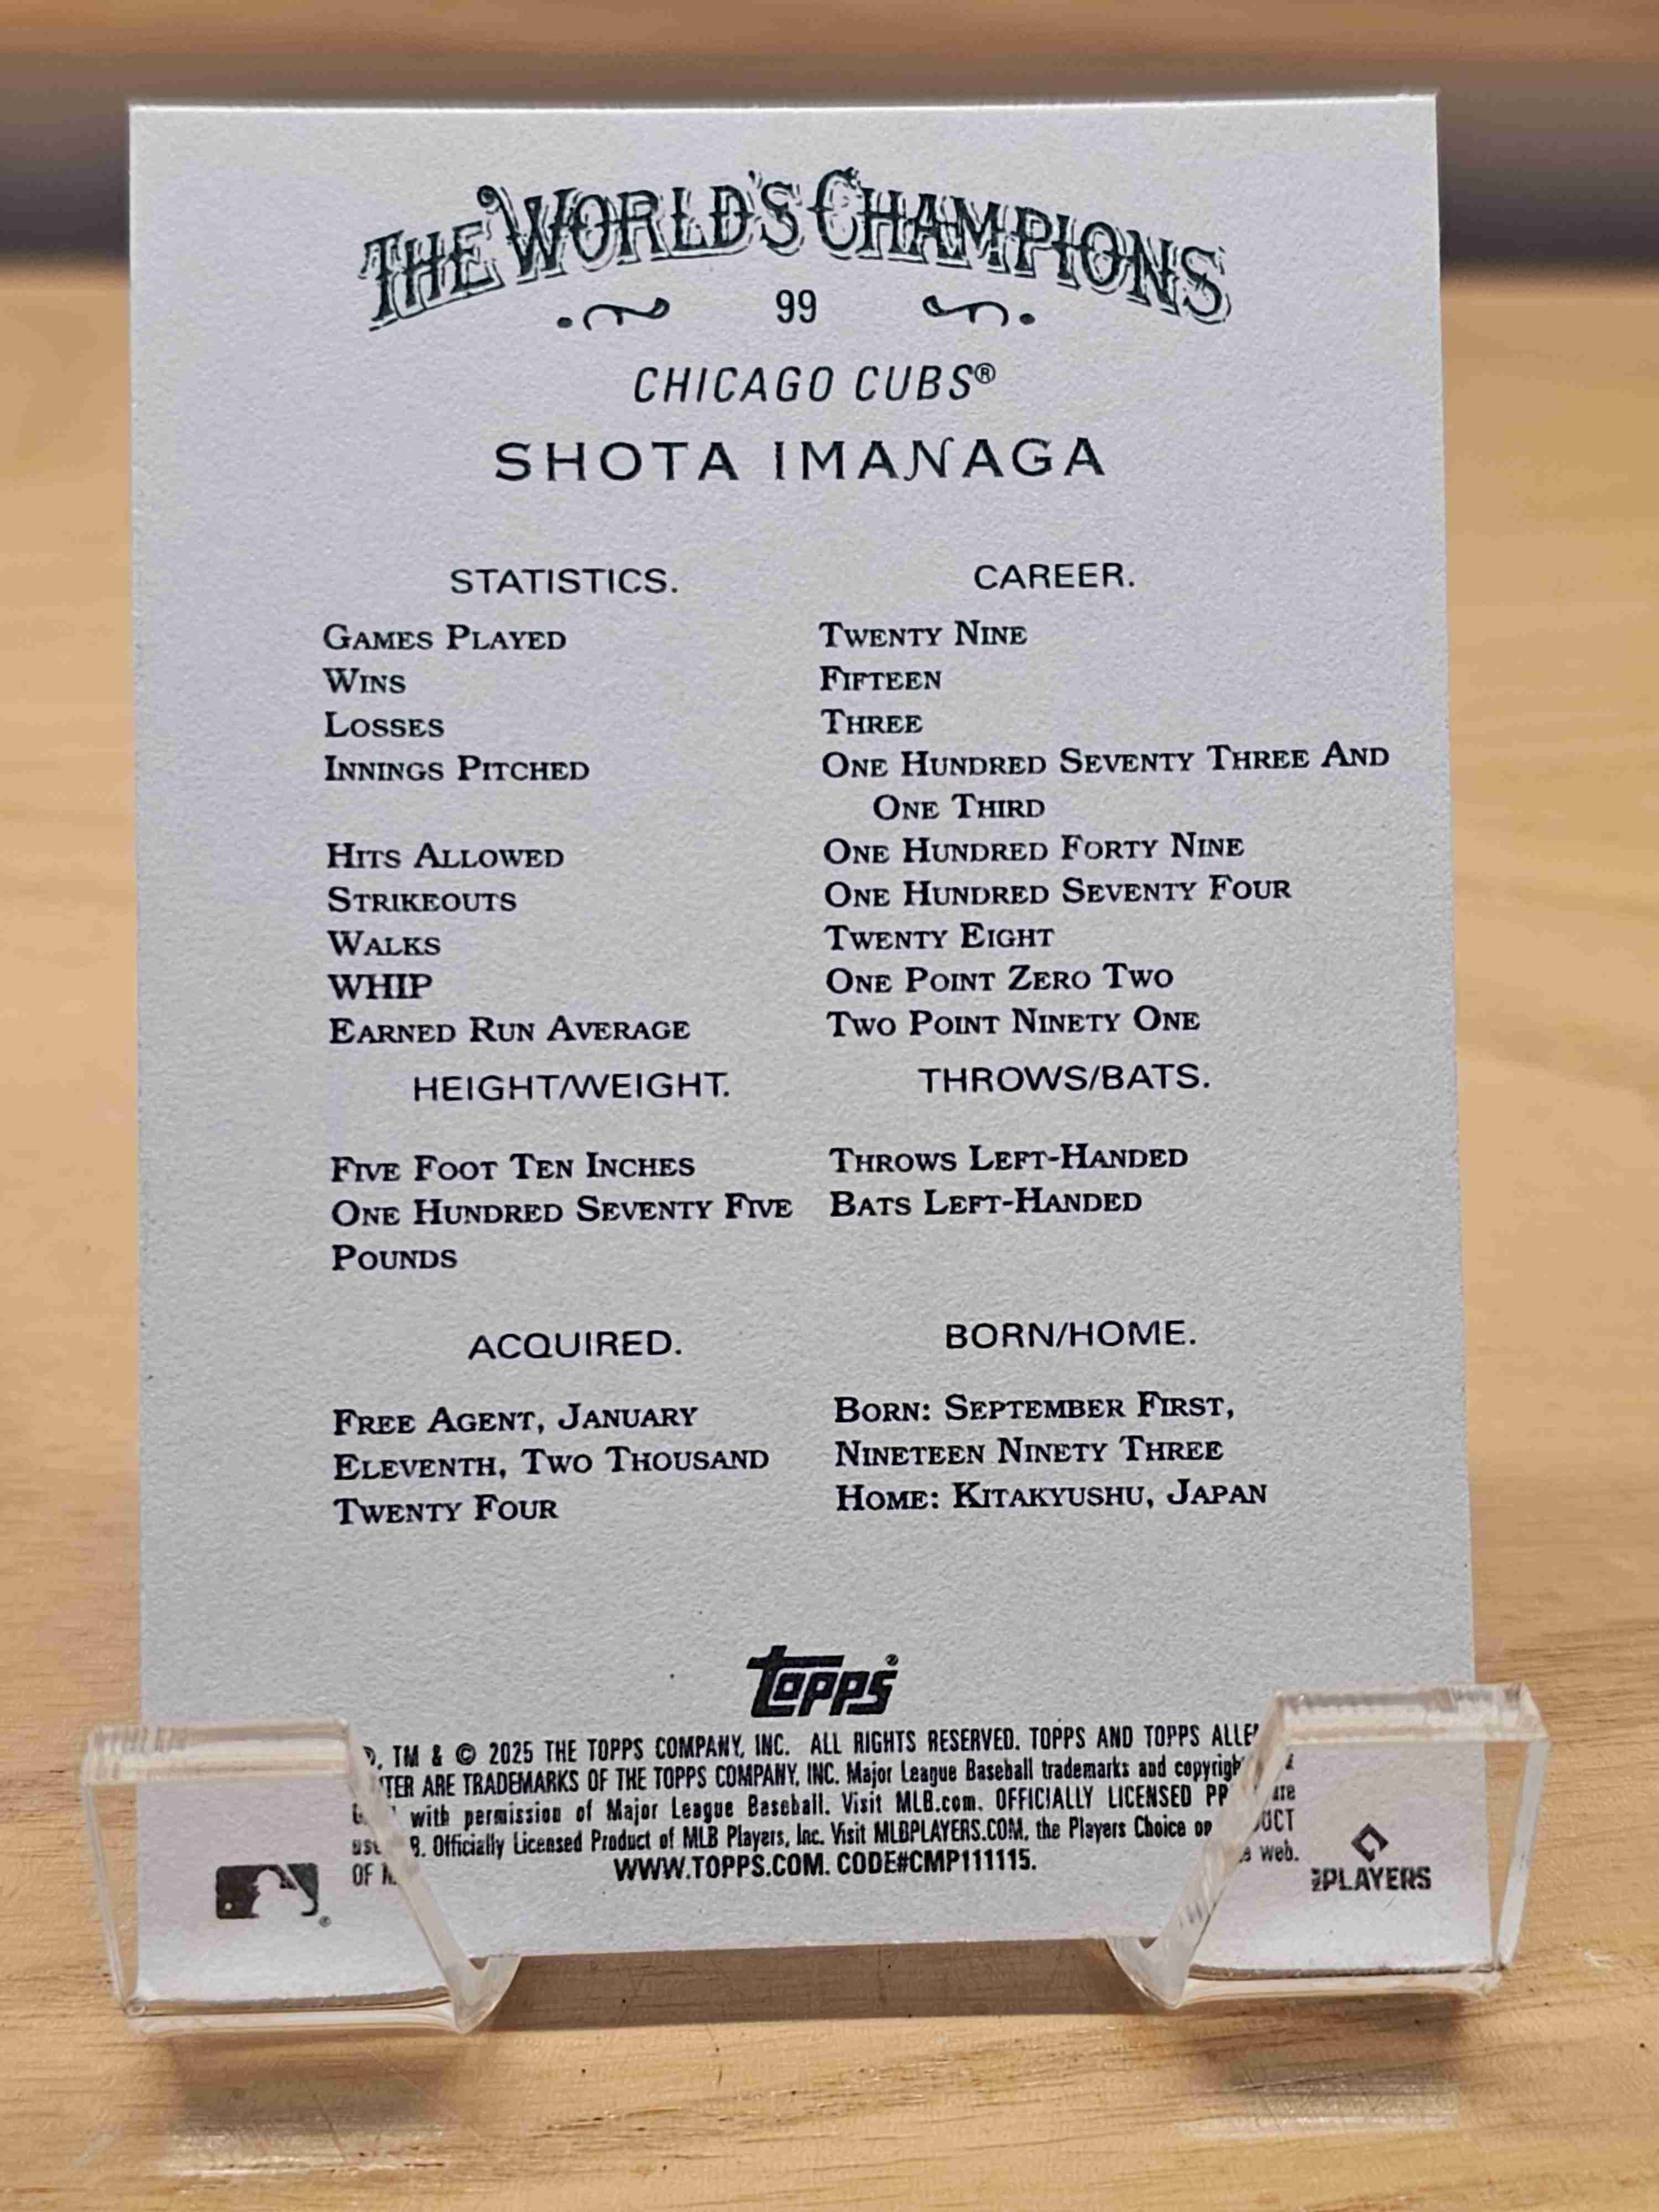 THE WORLD'S CHAMPIONS
99
CHICAGO CUBS®
SHOTA IMANAGA
STATISTICS. CAREER.
GAMES PLAYED TWENTY NINE
WINS FIFTEEN
LOSSES THREE
INNINGS PITCHED ONE HUNDRED SEVENTY THREE AND
ONE THIRD
HITS ALLOWED ONE HUNDRED FORTY NINE
STRIKEOUTS ONE HUNDRED SEVENTY FOUR
WALKS TWENTY EIGHT
WHIP ONE POINT ZERO TWO
EARNED RUN AVERAGE TWO POINT NINETY ONE
HEIGHT/WEIGHT. THROWS/BATS.
FIVE FOOT TEN INCHES THROWS LEFT-HANDED
ONE HUNDRED SEVENTY FIVE BATS LEFT-HANDED
POUNDS
ACQUIRED. BORN/HOME.
FREE AGENT, JANUARY BORN: SEPTEMBER FIRST,
ELEVENTH, TWO THOUSAND NINETEEN NINETY THREE
TWENTY FOUR HOME: KITAKYUSHU, JAPAN
topps®
TM & © 2025 THE TOPPS COMPANY, INC. ALL RIGHTS RESERVED. TOPPS AND TOPPS
ARE TRADEMARKS OF THE TOPPS COMPANY, INC. Major League Baseball trademarks and
with permission of Major League Baseball. Visit MLB.com. OFFICIALLY LICENSED
Officially Licensed Product of MLB Players, Inc. Visit MLBPLAYERS.COM, the Players Choice
web.
OF
WWW.TOPPS.COM. CODE#CMP111115.
PLAYERS